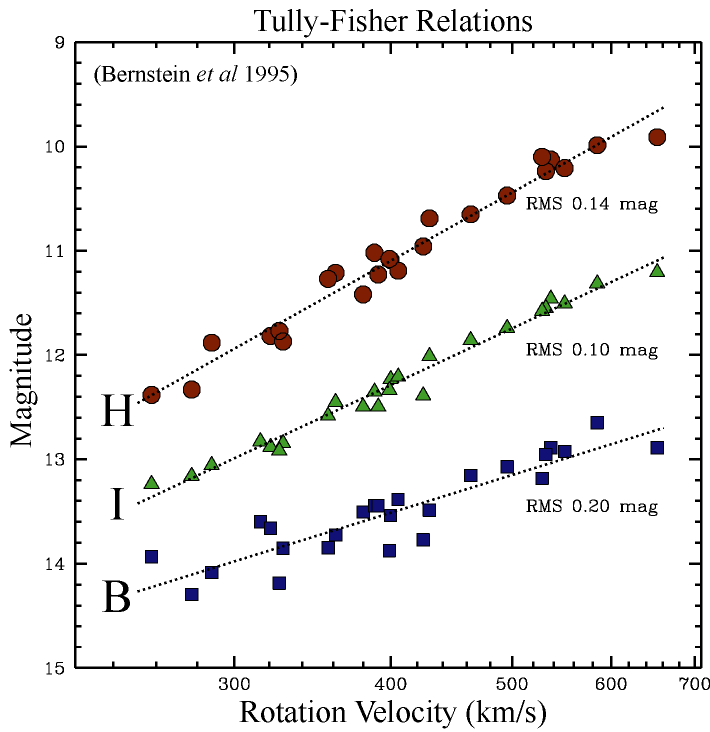 Tully-Fisher Relations
(Bernstein et al 1995)
9
10
11
12
13
14
15
Magnitude
RMS 0.14 mag
RMS 0.10 mag
RMS 0.20 mag
H
I
B
300 400 500 600 700
Rotation Velocity (km/s)